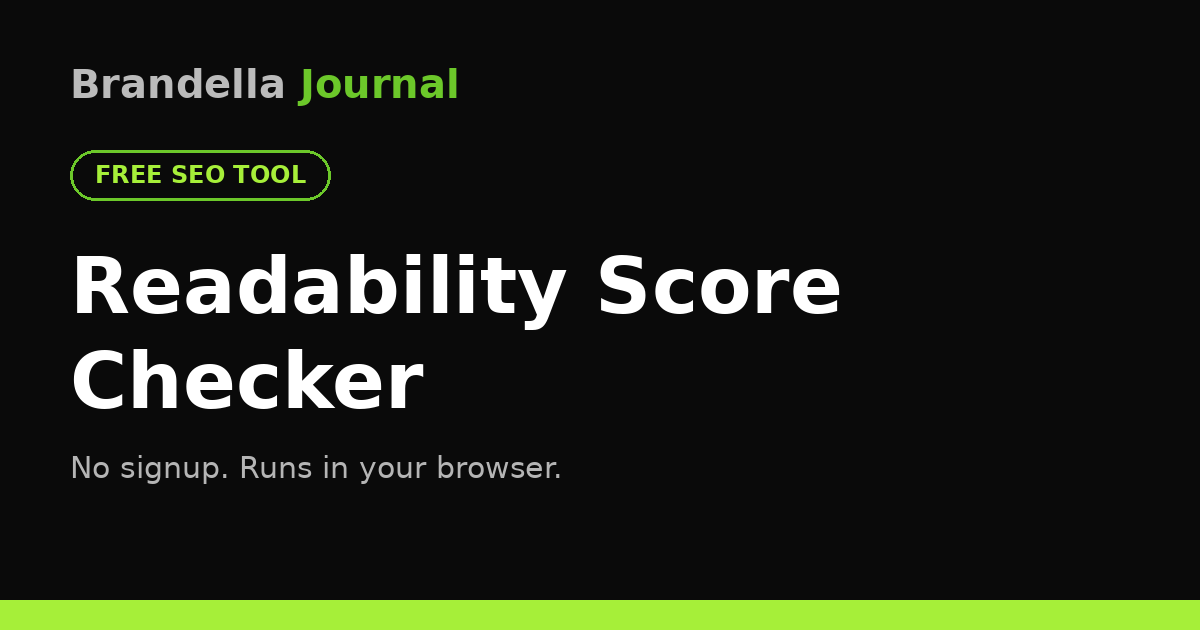 Brandella Journal
FREE SEO TOOL
Readability Score
Checker
No signup. Runs in your browser.